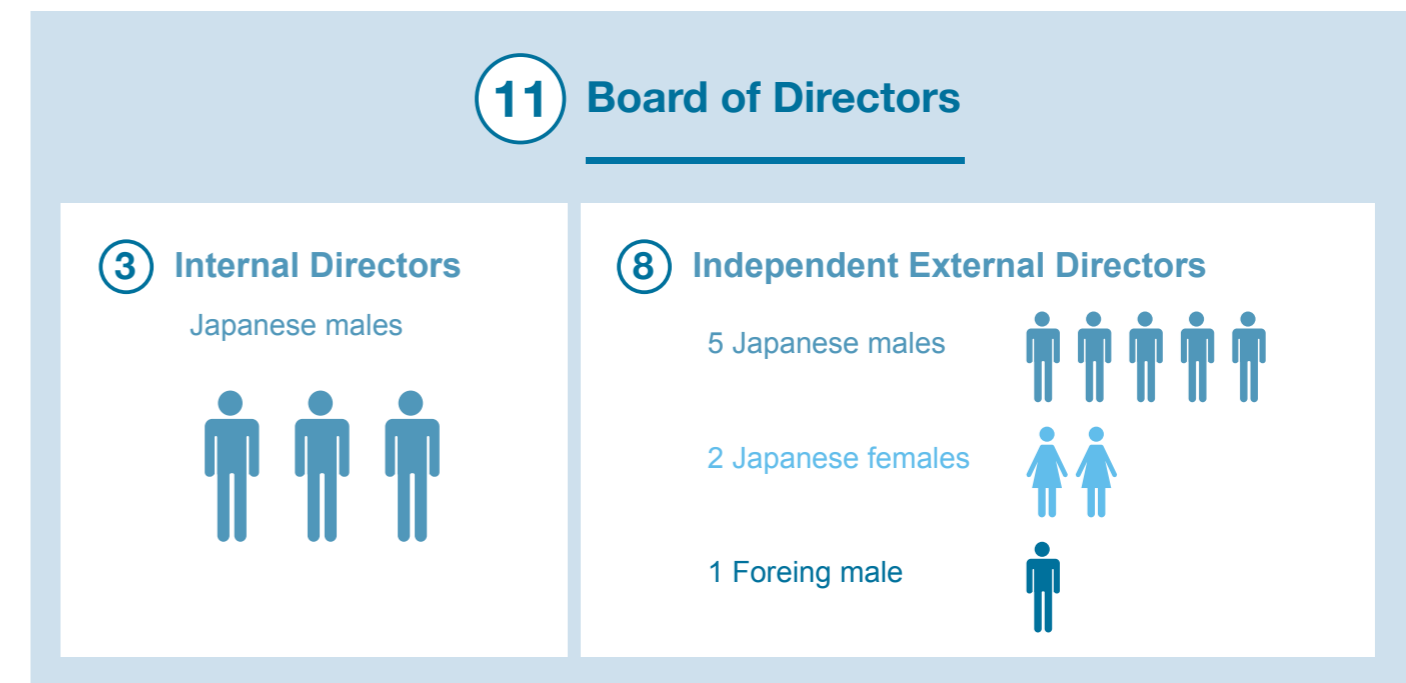 11 Board of Directors
3 Internal Directors
Japanese males
8 Independent External Directors
5 Japanese males
2 Japanese females
1 Foreing male